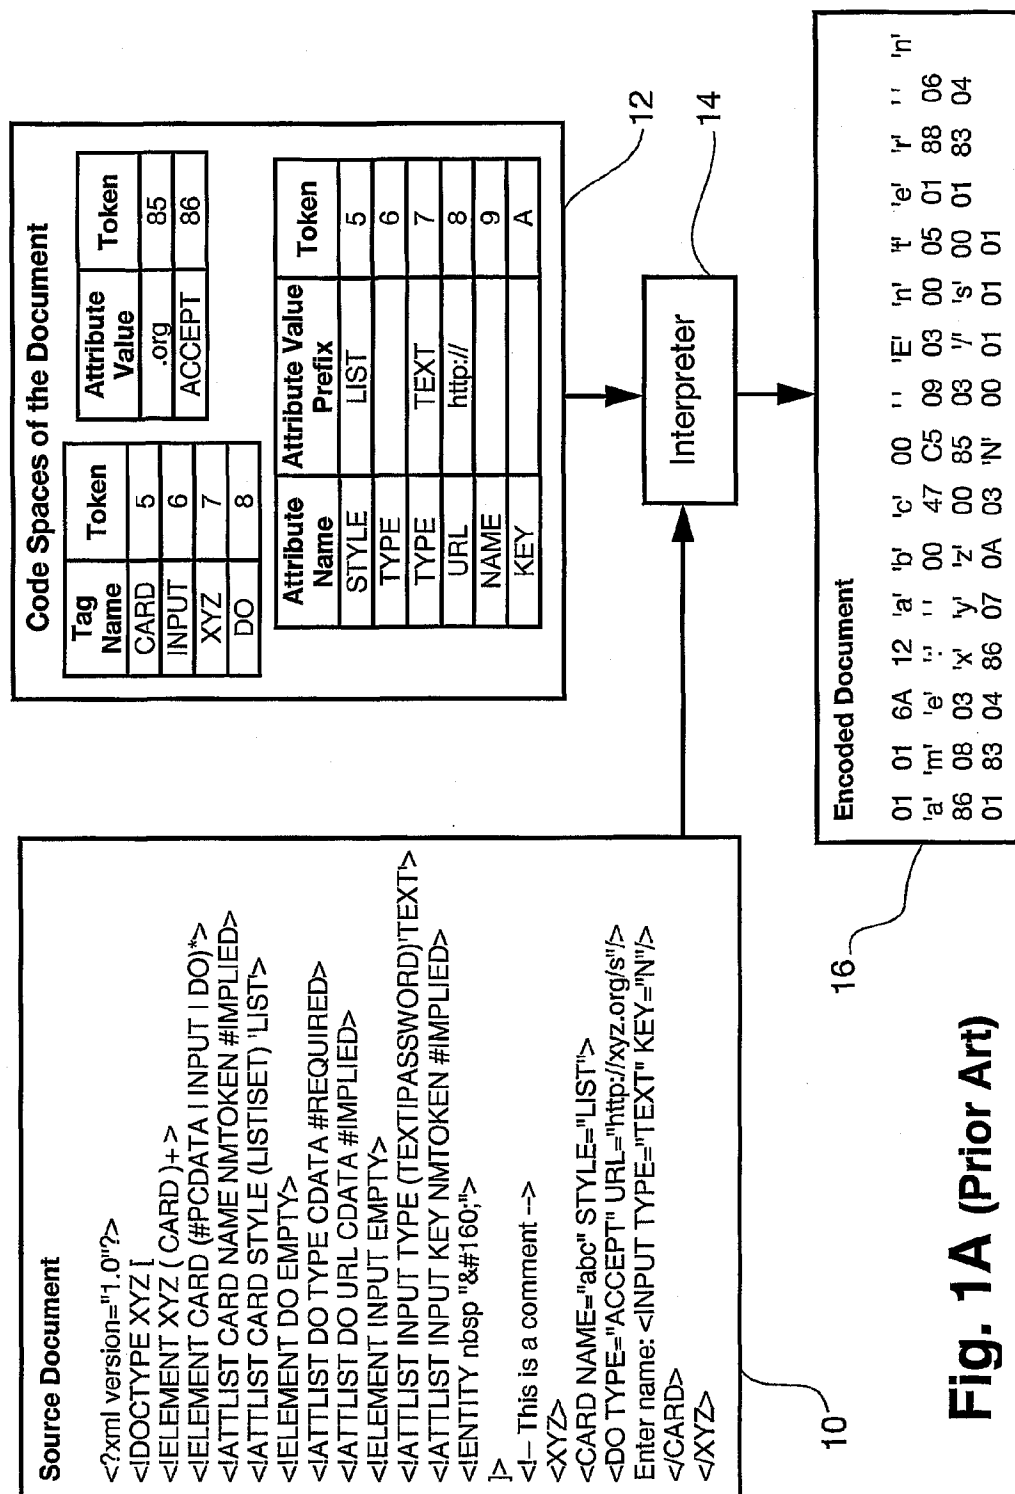 Source Document
<?xml version="1.0"?>
<!DOCTYPE XYZ [
<!ELEMENT XYZ ( CARD )+ >
<!ELEMENT CARD (#PCDATA | INPUT | DO)*>
<!ATTLIST CARD NAME NMTOKEN #IMPLIED>
<!ATTLIST CARD STYLE (LIST|SET) 'LIST'>
<!ELEMENT DO EMPTY>
<!ATTLIST DO TYPE CDATA #REQUIRED>
<!ATTLIST DO URL CDATA #IMPLIED>
<!ELEMENT INPUT EMPTY>
<!ATTLIST INPUT TYPE (TEXT|PASSWORD)'TEXT'>
<!ATTLIST INPUT KEY NMTOKEN #IMPLIED>
<!ENTITY nbsp "&#160;">
]>
<!-- This is a comment -->
<XYZ>
<CARD NAME="abc" STYLE="LIST">
<DO TYPE="ACCEPT" URL="http://xyz.org/s"/>
Enter name: <INPUT TYPE="TEXT" KEY="N"/>
</CARD>
</XYZ>
10
Code Spaces of the Document
Tag Name Token
CARD 5
INPUT 6
XYZ 7
DO 8
Attribute Value Token
.org 85
ACCEPT 86
Attribute Name Attribute Value Prefix Token
STYLE LIST 5
TYPE 6
TYPE TEXT 7
URL http:// 8
NAME 9
KEY A
12
Interpreter
14
Encoded Document
01 01 6A 12 'a' 'b' 'c' 00 ' ' 'E' 'n' 't' 'e' 'r' ' ' 'n'
'a' 'm' 'e' ':' ' ' 00 47 C5 09 03 00 05 01 88 06
86 08 03 'x' 'y' 'z' 00 85 03 '/' 's' 00 01 83 04
01 83 04 86 07 0A 03 'N' 00 01 01 01
16
Fig. 1A (Prior Art)